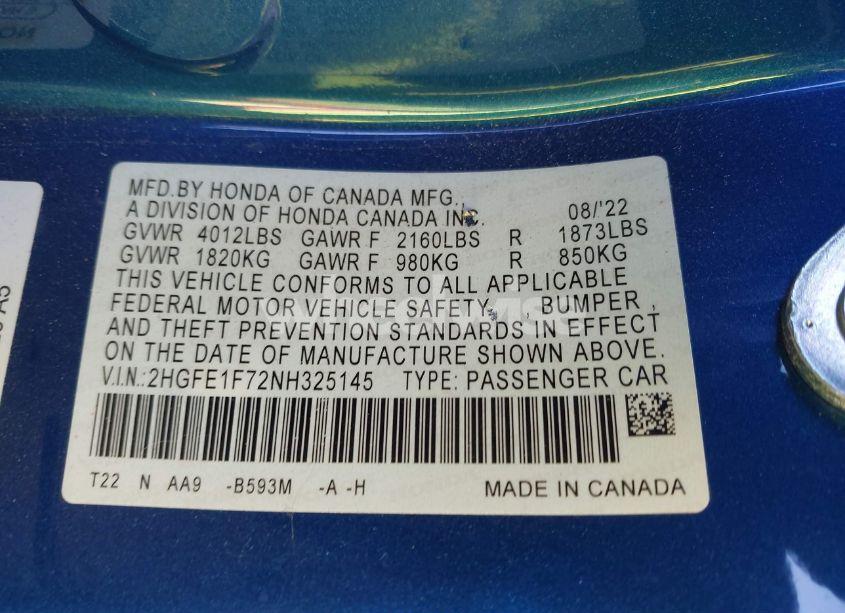 MFD.BY HONDA OF CANADA MFG.,
A DIVISION OF HONDA CANADA INC. 08/'22
GVWR 4012LBS GAWR F 2160LBS R 1873LBS
GVWR 1820KG GAWR F 980KG R 850KG
THIS VEHICLE CONFORMS TO ALL APPLICABLE
FEDERAL MOTOR VEHICLE SAFETY, BUMPER,
AND THEFT PREVENTION STANDARDS IN EFFECT
ON THE DATE OF MANUFACTURE SHOWN ABOVE.
V.I.N.:2HGFE1F72NH325145 TYPE: PASSENGER CAR
T22 N AA9 -B593M -A -H MADE IN CANADA